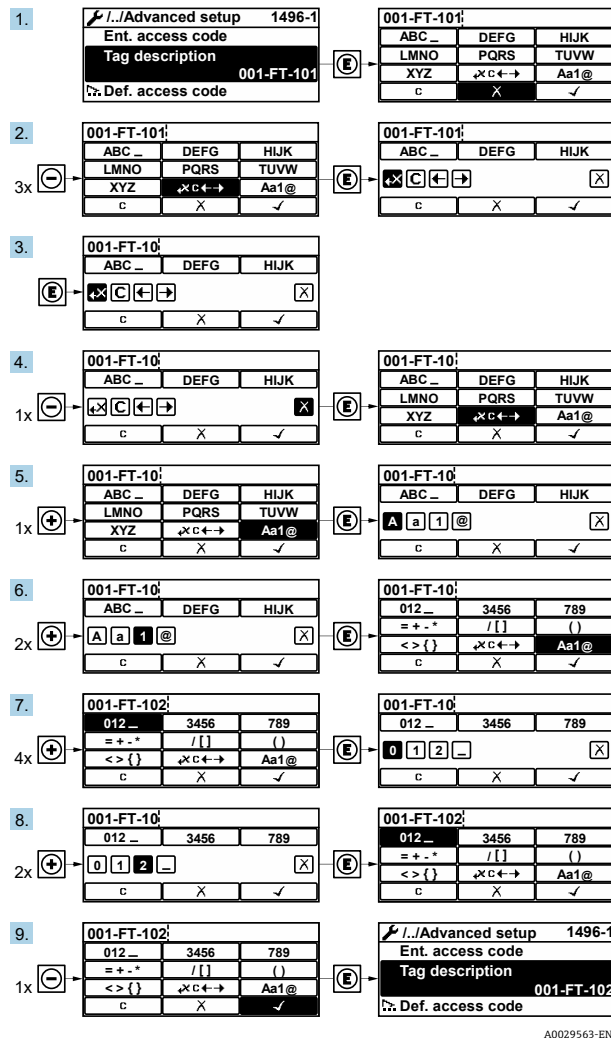 1.
/../Advanced setup 1496-1
Ent. access code
Tag description
001-FT-101
Def. access code
E
001-FT-101
ABC _ DEFG HIJK
LMNO PQRS TUVW
XYZ ↚× C ← → Aa1@
C X ✓
2.
3x −
001-FT-101
ABC _ DEFG HIJK
LMNO PQRS TUVW
XYZ ↚× C ← → Aa1@
C X ✓
E
001-FT-101
ABC _ DEFG HIJK
↚× C ← → X
C X ✓
3.
E
001-FT-10
ABC _ DEFG HIJK
↚× C ← → X
C X ✓
4.
1x −
001-FT-10
ABC _ DEFG HIJK
↚× C ← → X
C X ✓
E
001-FT-10
ABC _ DEFG HIJK
LMNO PQRS TUVW
XYZ ↚× C ← → Aa1@
C X ✓
5.
1x +
001-FT-10
ABC _ DEFG HIJK
LMNO PQRS TUVW
XYZ ↚× C ← → Aa1@
C X ✓
E
001-FT-10
ABC _ DEFG HIJK
A a 1 @ X
C X ✓
6.
2x +
001-FT-10
ABC _ DEFG HIJK
A a 1 @ X
C X ✓
E
001-FT-10
012 _ 3456 789
= + - * / [ ] ( )
< > { } ↚× C ← → Aa1@
C X ✓
7.
4x +
001-FT-102
012 _ 3456 789
= + - * / [ ] ( )
< > { } ↚× C ← → Aa1@
C X ✓
E
001-FT-10
012 _ 3456 789
0 1 2 _ X
C X ✓
8.
2x +
001-FT-10
012 _ 3456 789
0 1 2 _ X
C X ✓
E
001-FT-102
012 _ 3456 789
= + - * / [ ] ( )
< > { } ↚× C ← → Aa1@
C X ✓
9.
1x −
001-FT-102
012 _ 3456 789
= + - * / [ ] ( )
< > { } ↚× C ← → Aa1@
C X ✓
E
/../Advanced setup 1496-1
Ent. access code
Tag description
001-FT-102
Def. access code
A0029563-EN